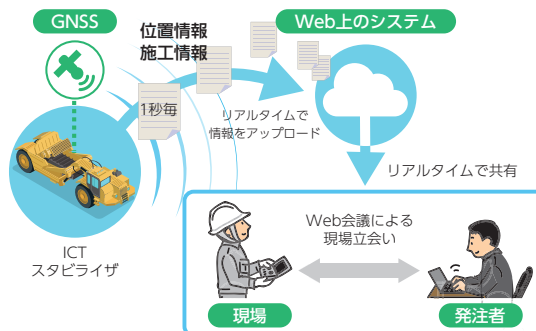 GNSS
位置情報
施工情報
Web上のシステム
1秒毎
リアルタイムで
情報をアップロード
リアルタイムで共有
ICT
スタビライザ
Web会議による
現場立会い
現場
発注者